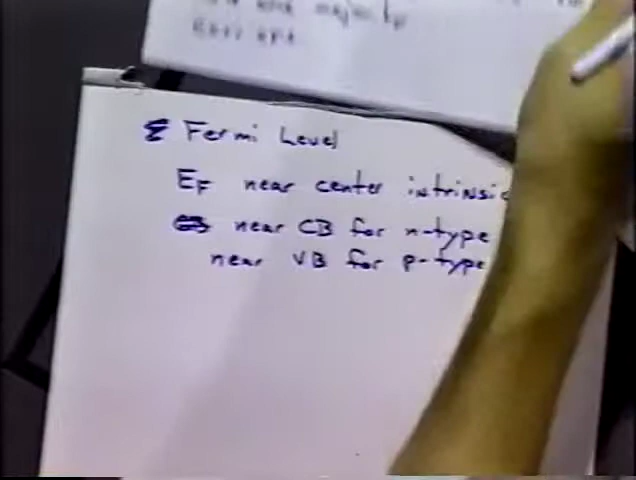 Fermi Level
EF near center intrinsic
near CB for n-type
near VB for p-type